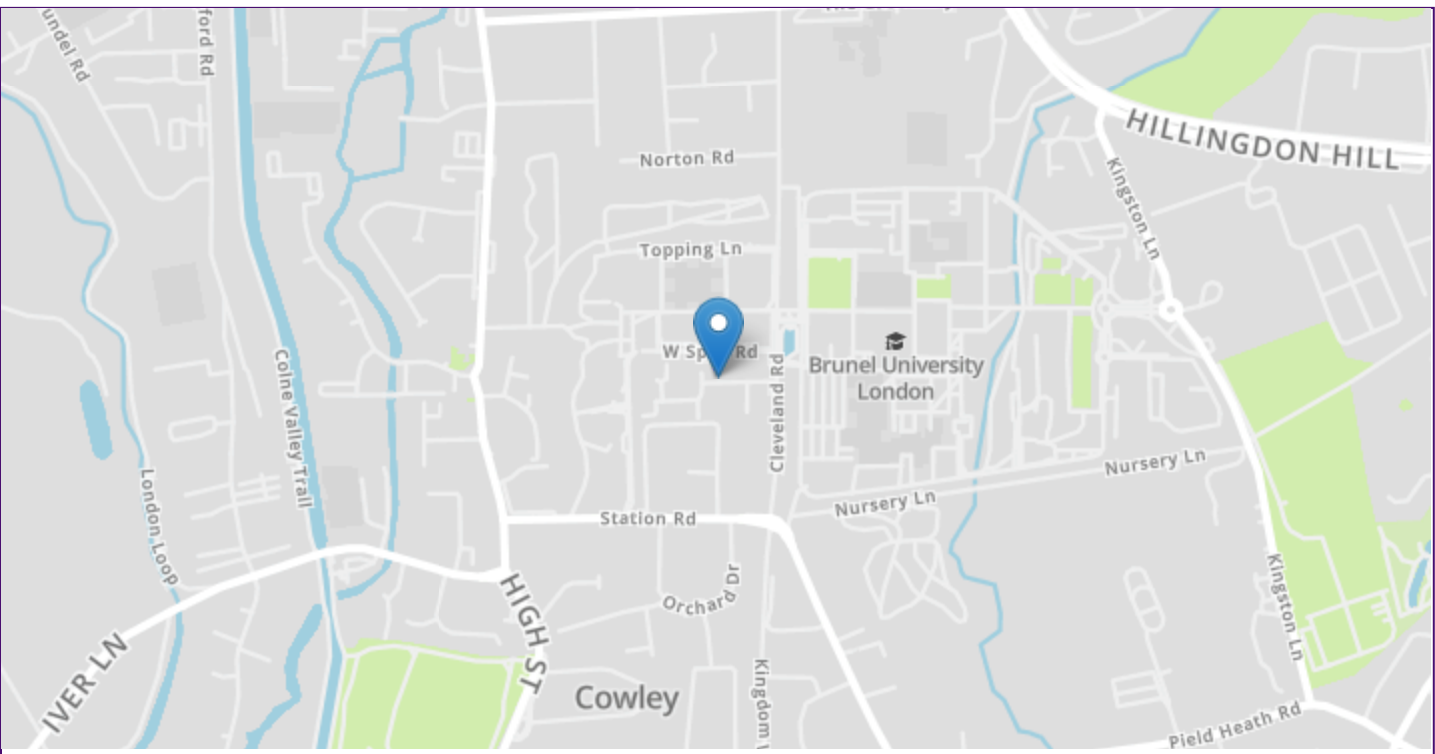 undel Rd
ford Rd
HILLINGDON HILL
Norton Rd
Kingston Ln
Topping Ln
W Sp Rd
Brunel University
London
Cleveland Rd
Colne Valley Trail
Nursery Ln
Nursery Ln
London Loop
Station Rd
Orchard Dr
HIGH ST
Kingston Ln
IVER LN
Cowley
Kingdom
Pield Heath Rd